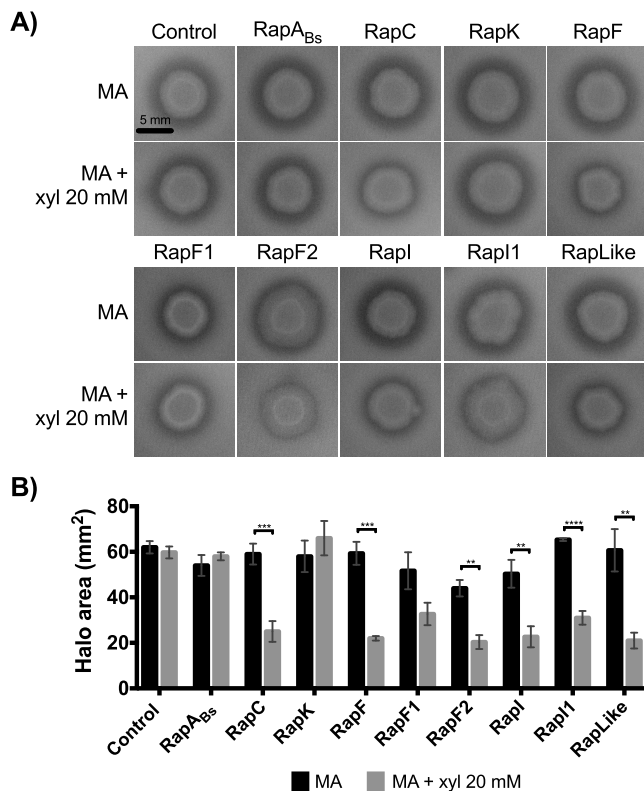 A)
Control RapABs RapC RapK RapF
MA
5 mm
MA +
xyl 20 mM
RapF1 RapF2 RapI RapI1 RapLike
MA
MA +
xyl 20 mM
B)
80
60
40
20
0
Halo area (mm²)
*** *** ** ** **** **
Control RapABs RapC RapK RapF RapF1 RapF2 RapI RapI1 RapLike
MA MA + xyl 20 mM